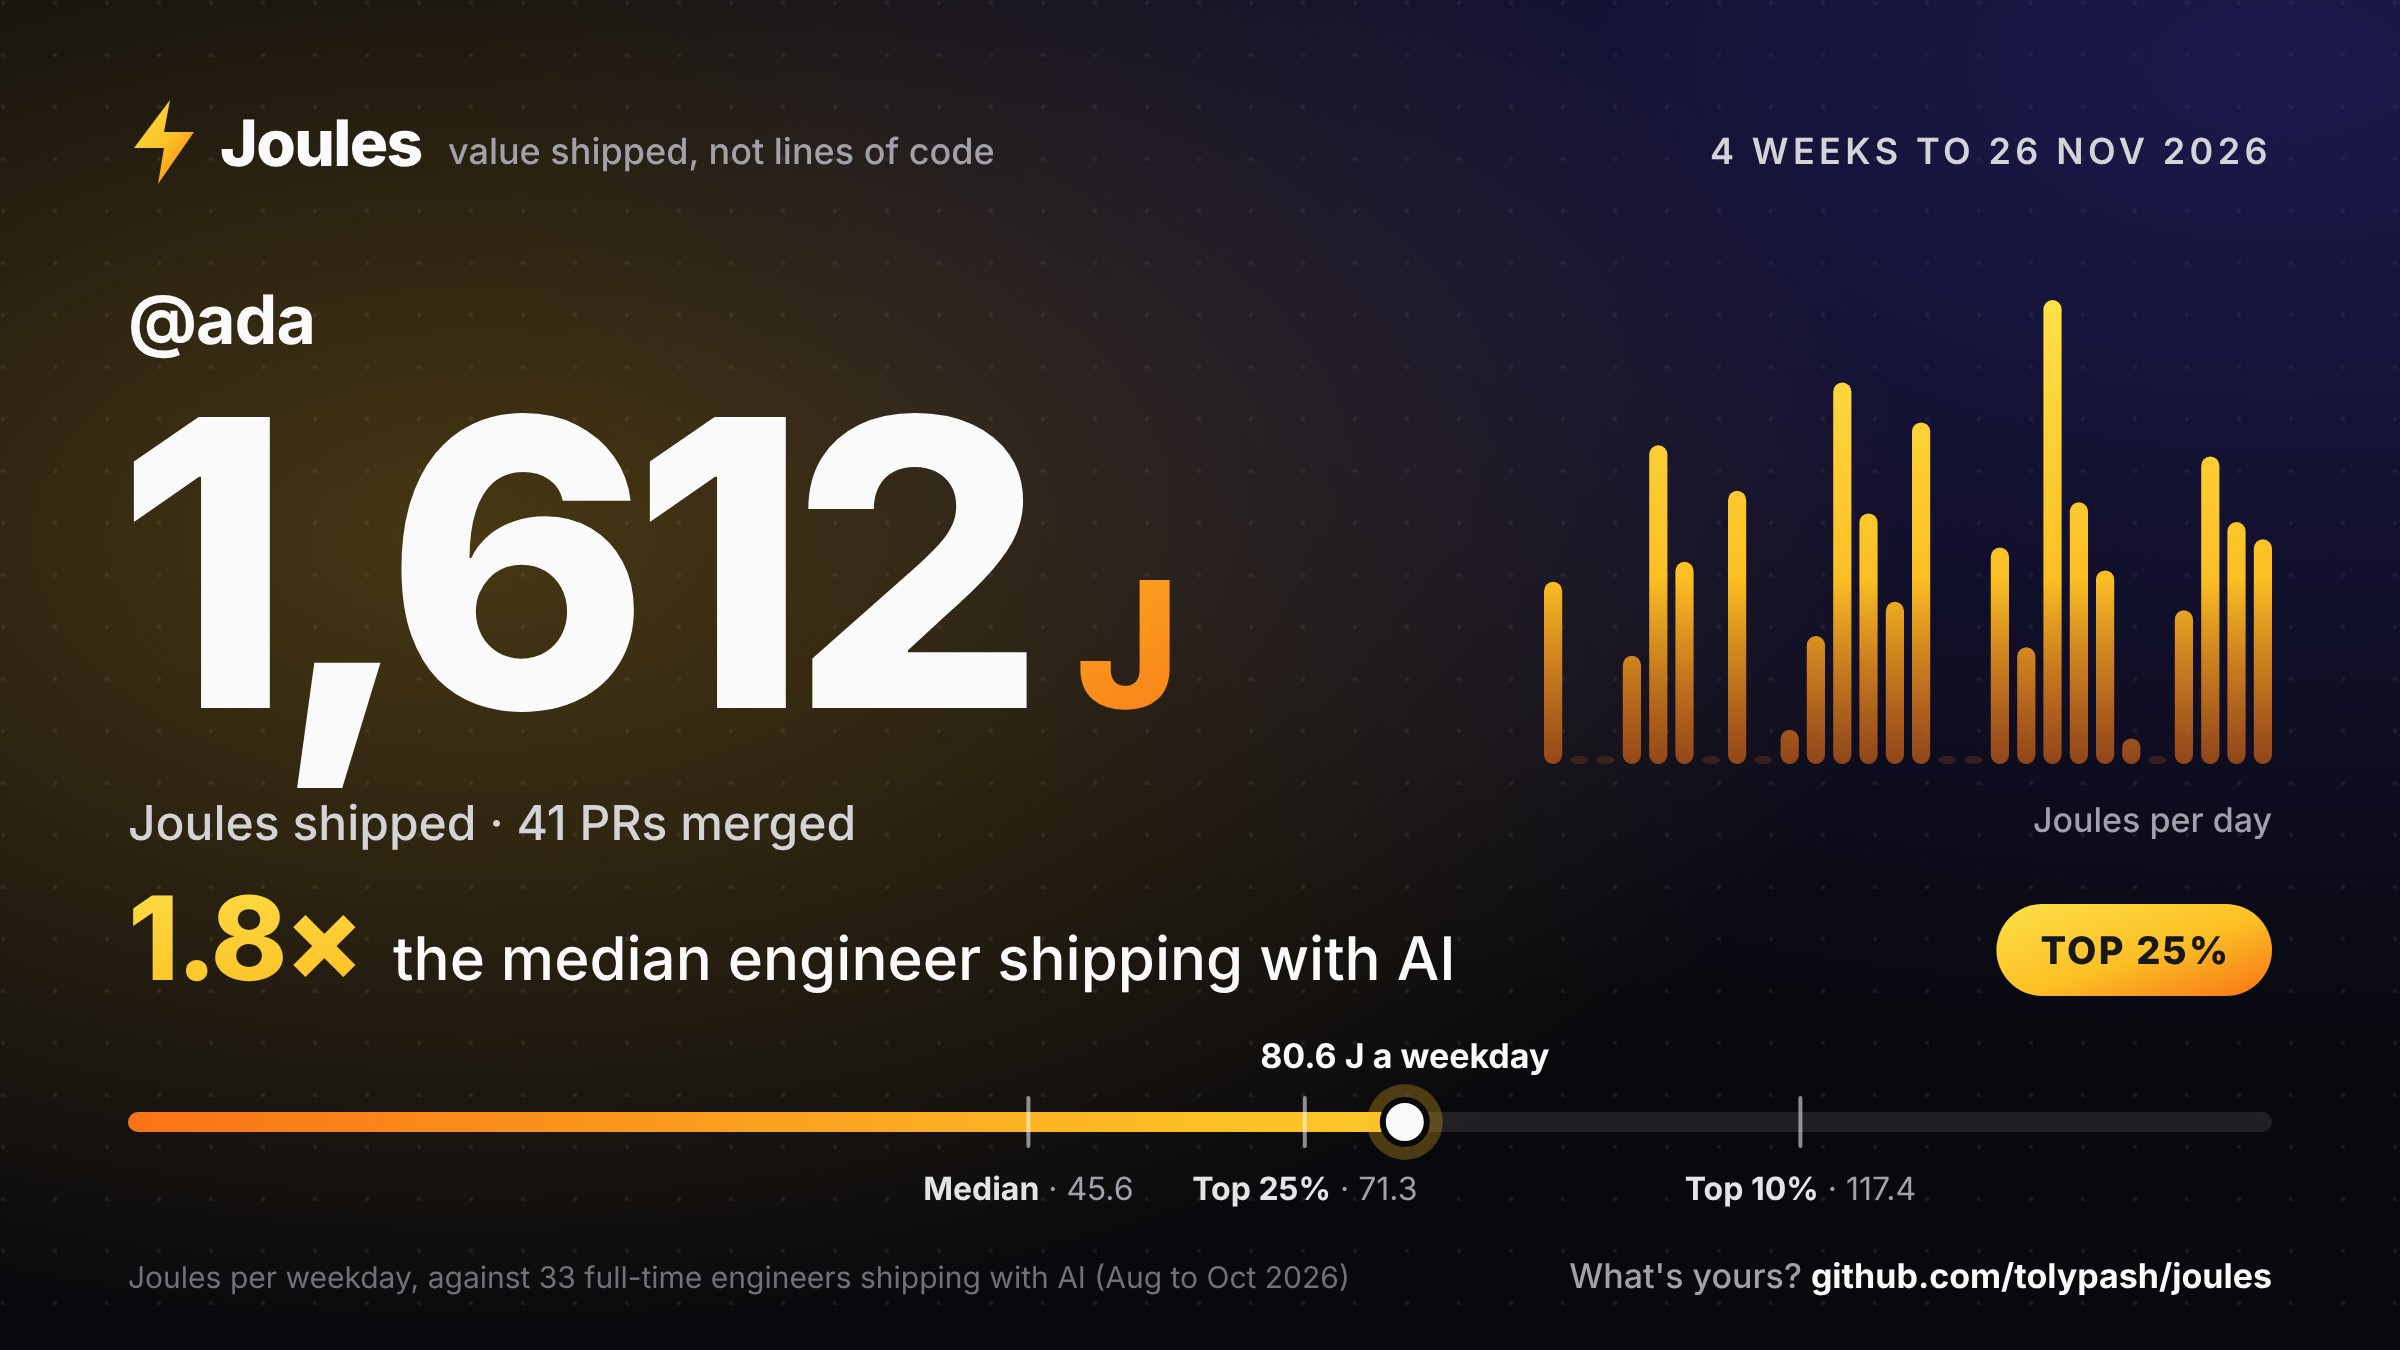 Joules value shipped, not lines of code
4 WEEKS TO 26 NOV 2026
@ada
1,612 J
Joules shipped · 41 PRs merged
Joules per day
1.8× the median engineer shipping with AI
TOP 25%
80.6 J a weekday
Median · 45.6
Top 25% · 71.3
Top 10% · 117.4
Joules per weekday, against 33 full-time engineers shipping with AI (Aug to Oct 2026)
What's yours? github.com/tolypash/joules